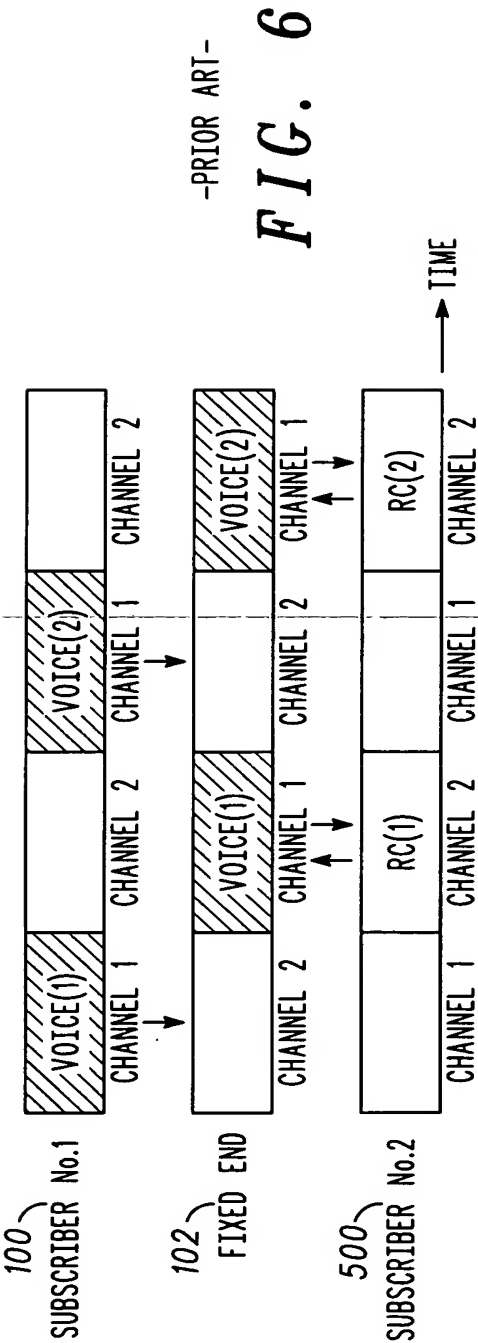 100
SUBSCRIBER No.1
VOICE(1)
VOICE(2)
CHANNEL 1
CHANNEL 2
CHANNEL 1
CHANNEL 2
102
FIXED END
VOICE(1)
VOICE(2)
CHANNEL 2
CHANNEL 1
CHANNEL 2
CHANNEL 1
500
SUBSCRIBER No.2
RC(1)
RC(2)
CHANNEL 1
CHANNEL 2
CHANNEL 1
CHANNEL 2
TIME
-PRIOR ART-
FIG. 6